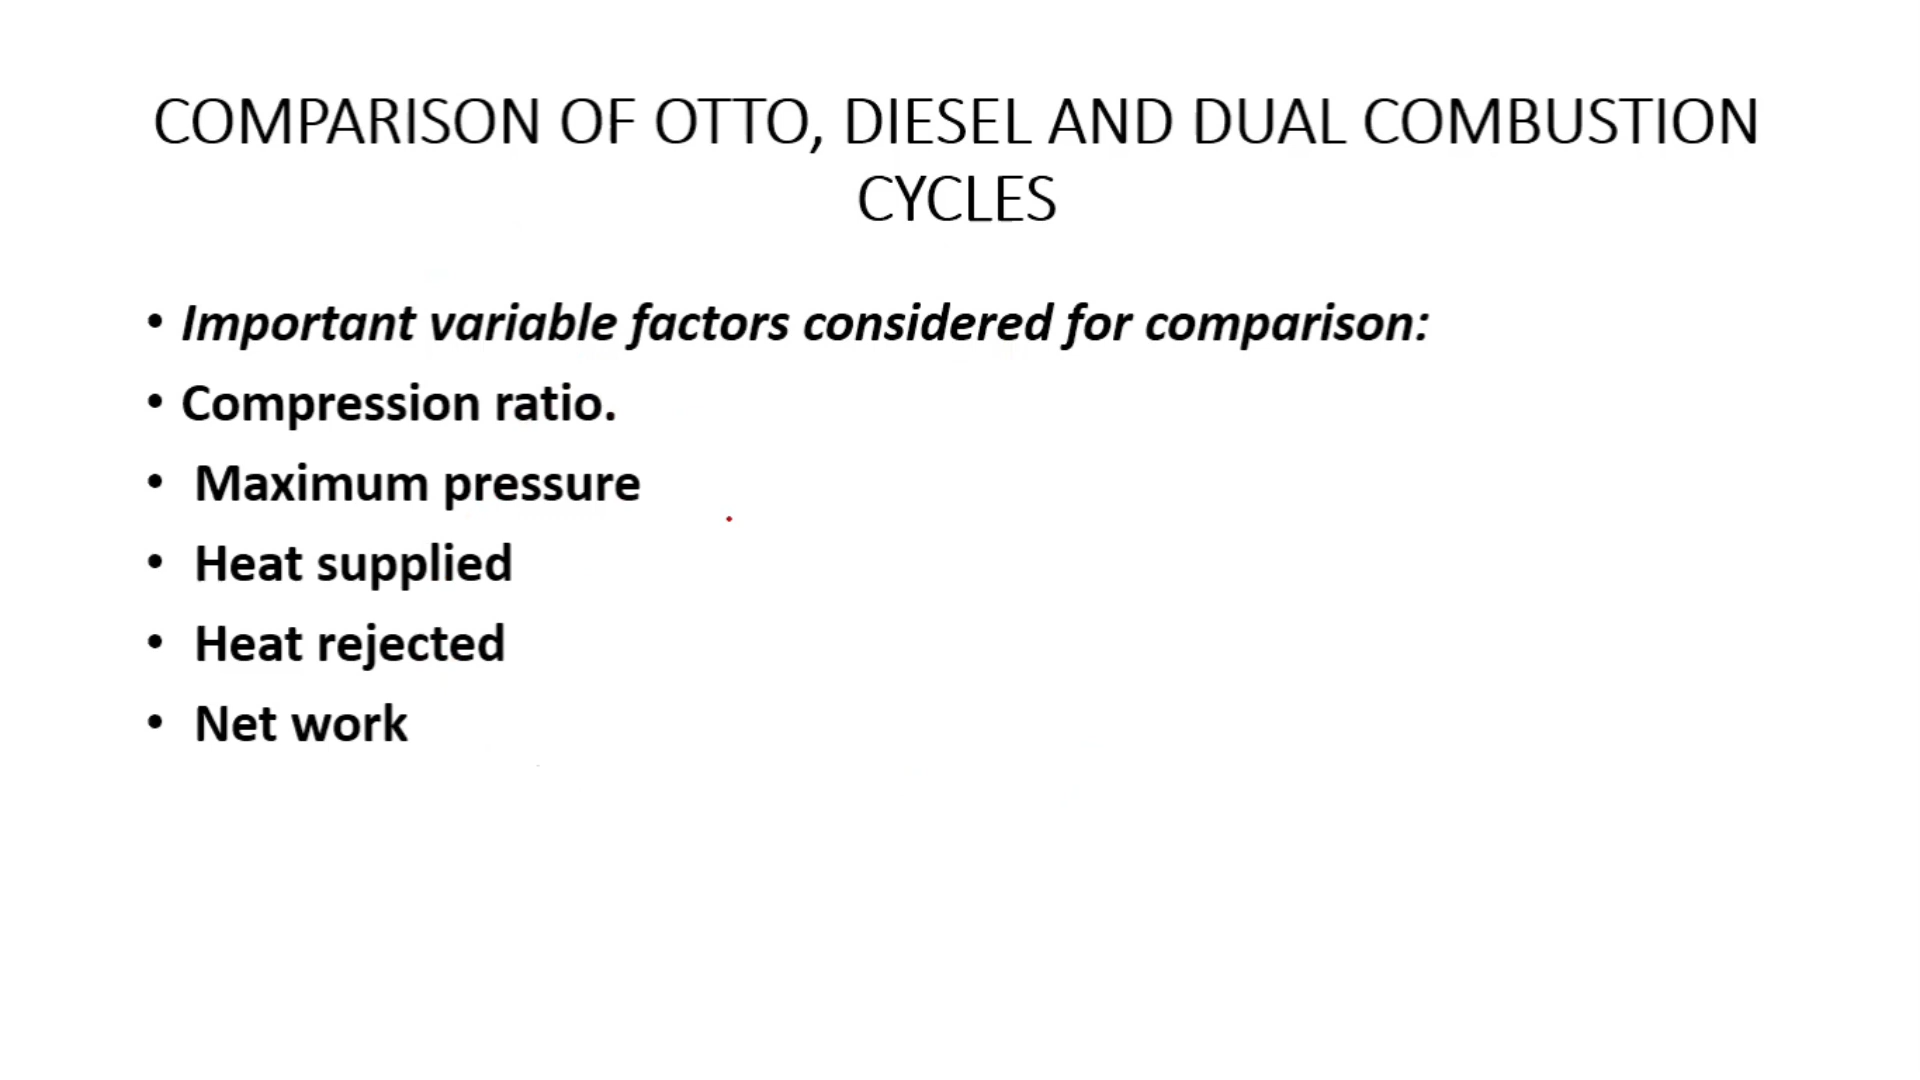 COMPARISON OF OTTO, DIESEL AND DUAL COMBUSTION
CYCLES
• Important variable factors considered for comparison:
• Compression ratio.
• Maximum pressure
• Heat supplied
• Heat rejected
• Net work